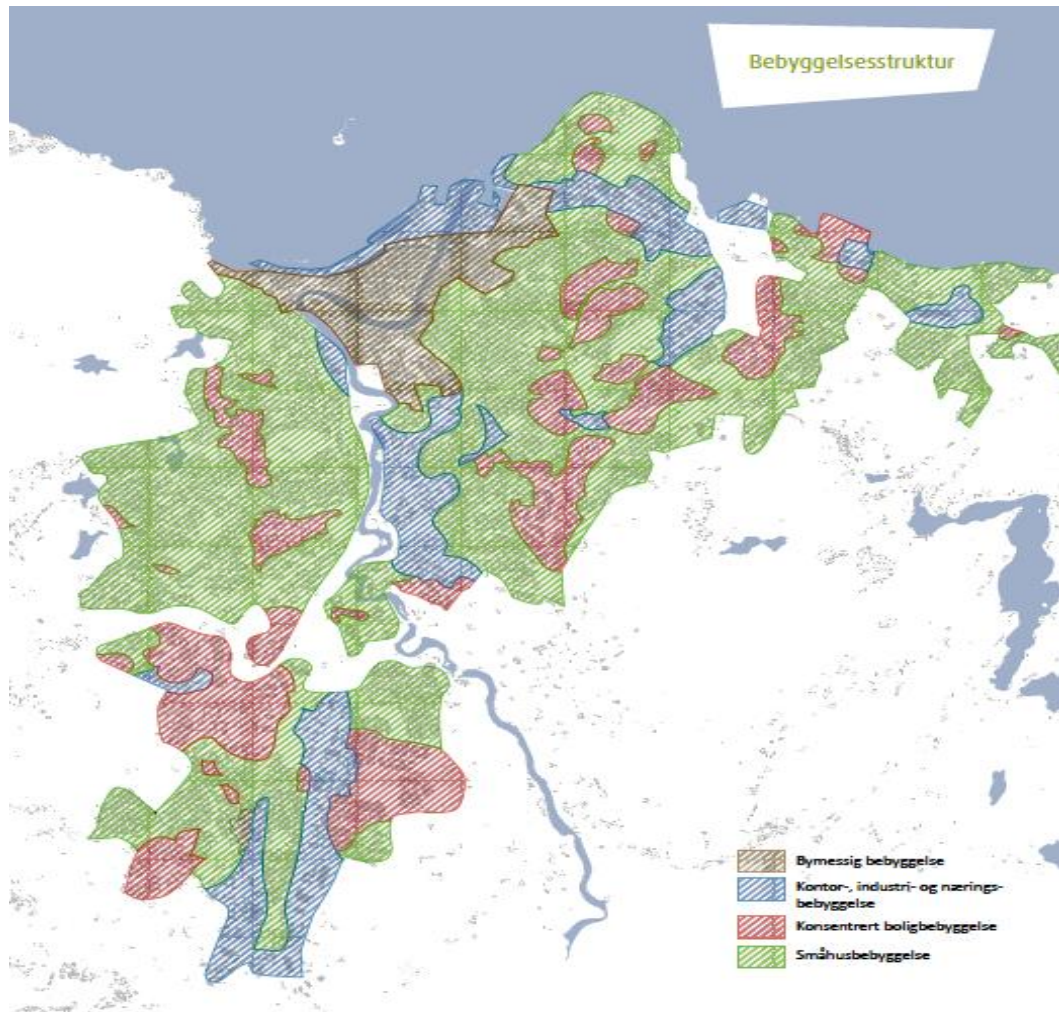 Bebyggelsesstruktur
Bymessig bebyggelse
Kontor-, industri- og nærings-
bebyggelse
Konsentrert boligbebyggelse
Småhusbebyggelse